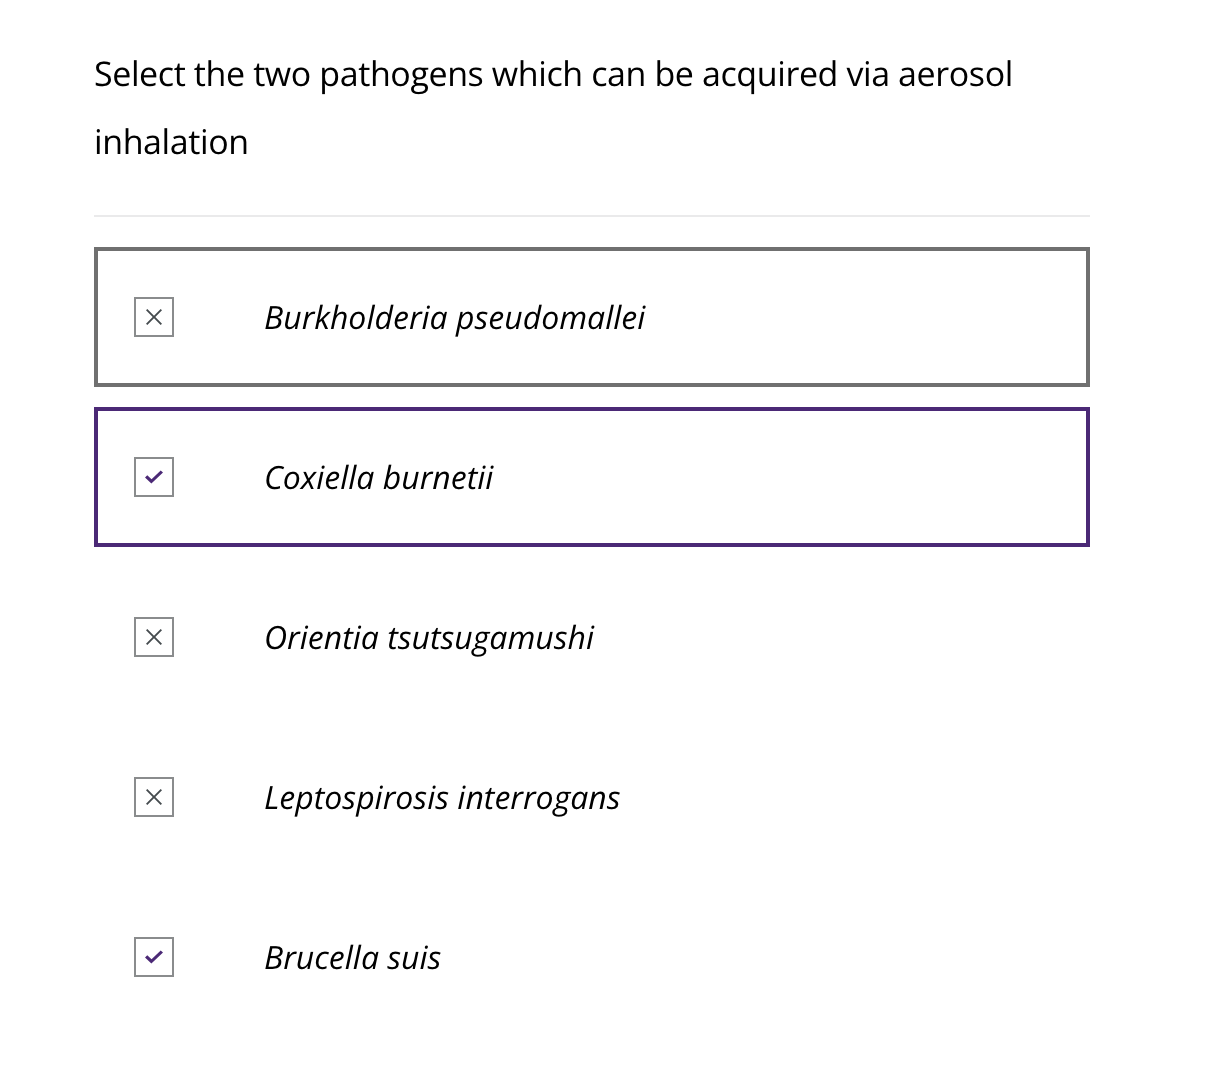 Select the two pathogens which can be acquired via aerosol
inhalation
Burkholderia pseudomallei
Coxiella burnetii
Orientia tsutsugamushi
Leptospirosis interrogans
Brucella suis